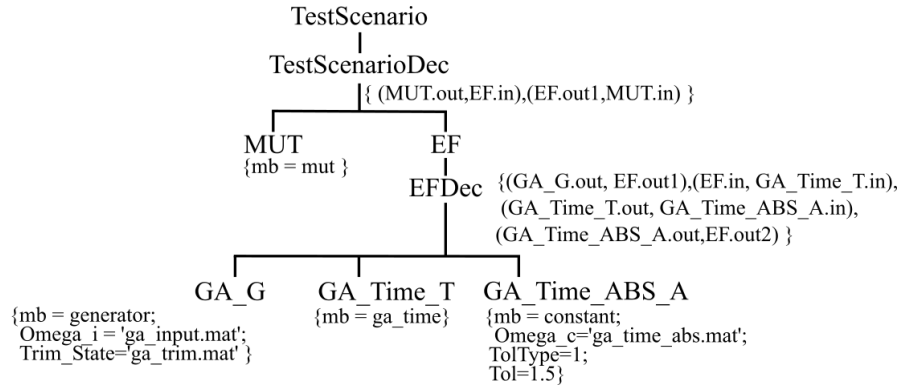 TestScenario
TestScenarioDec
{ (MUT.out,EF.in),(EF.out1,MUT.in) }
MUT
{mb = mut }
EF
EFDec
{(GA_G.out, EF.out1),(EF.in, GA_Time_T.in),
(GA_Time_T.out, GA_Time_ABS_A.in),
(GA_Time_ABS_A.out,EF.out2) }
GA_G
{mb = generator;
Omega_i = 'ga_input.mat';
Trim_State='ga_trim.mat' }
GA_Time_T
{mb = ga_time}
GA_Time_ABS_A
{mb = constant;
Omega_c='ga_time_abs.mat';
TolType=1;
Tol=1.5}